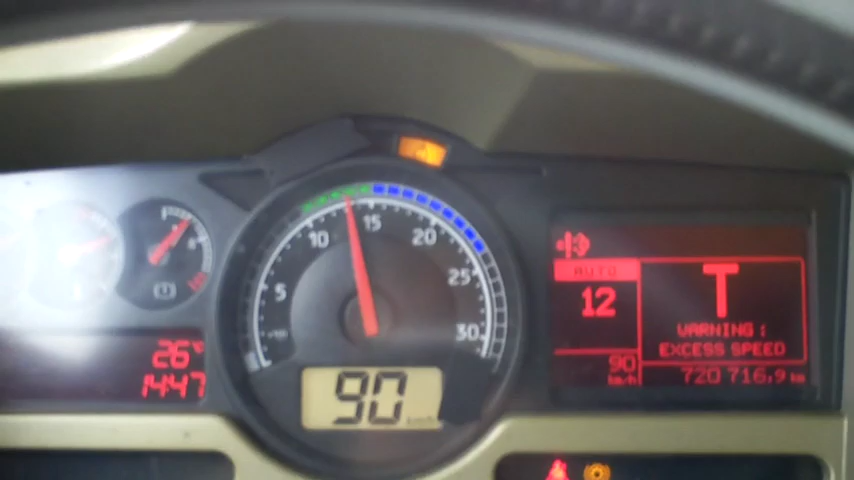 5
10
15
20
25
30
90
km/h
26°C
14:47
AUTO
12
T
WARNING :
EXCESS SPEED
90
km/h
720 716,9 km